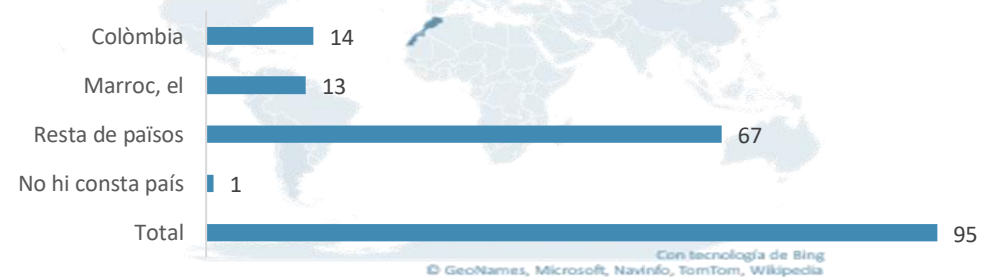 Colòmbia 14
Marroc, el 13
Resta de països 67
No hi consta país 1
Total 95
Con tecnología de Bing
© GeoNames, Microsoft, Navinfo, TomTom, Wikipedia